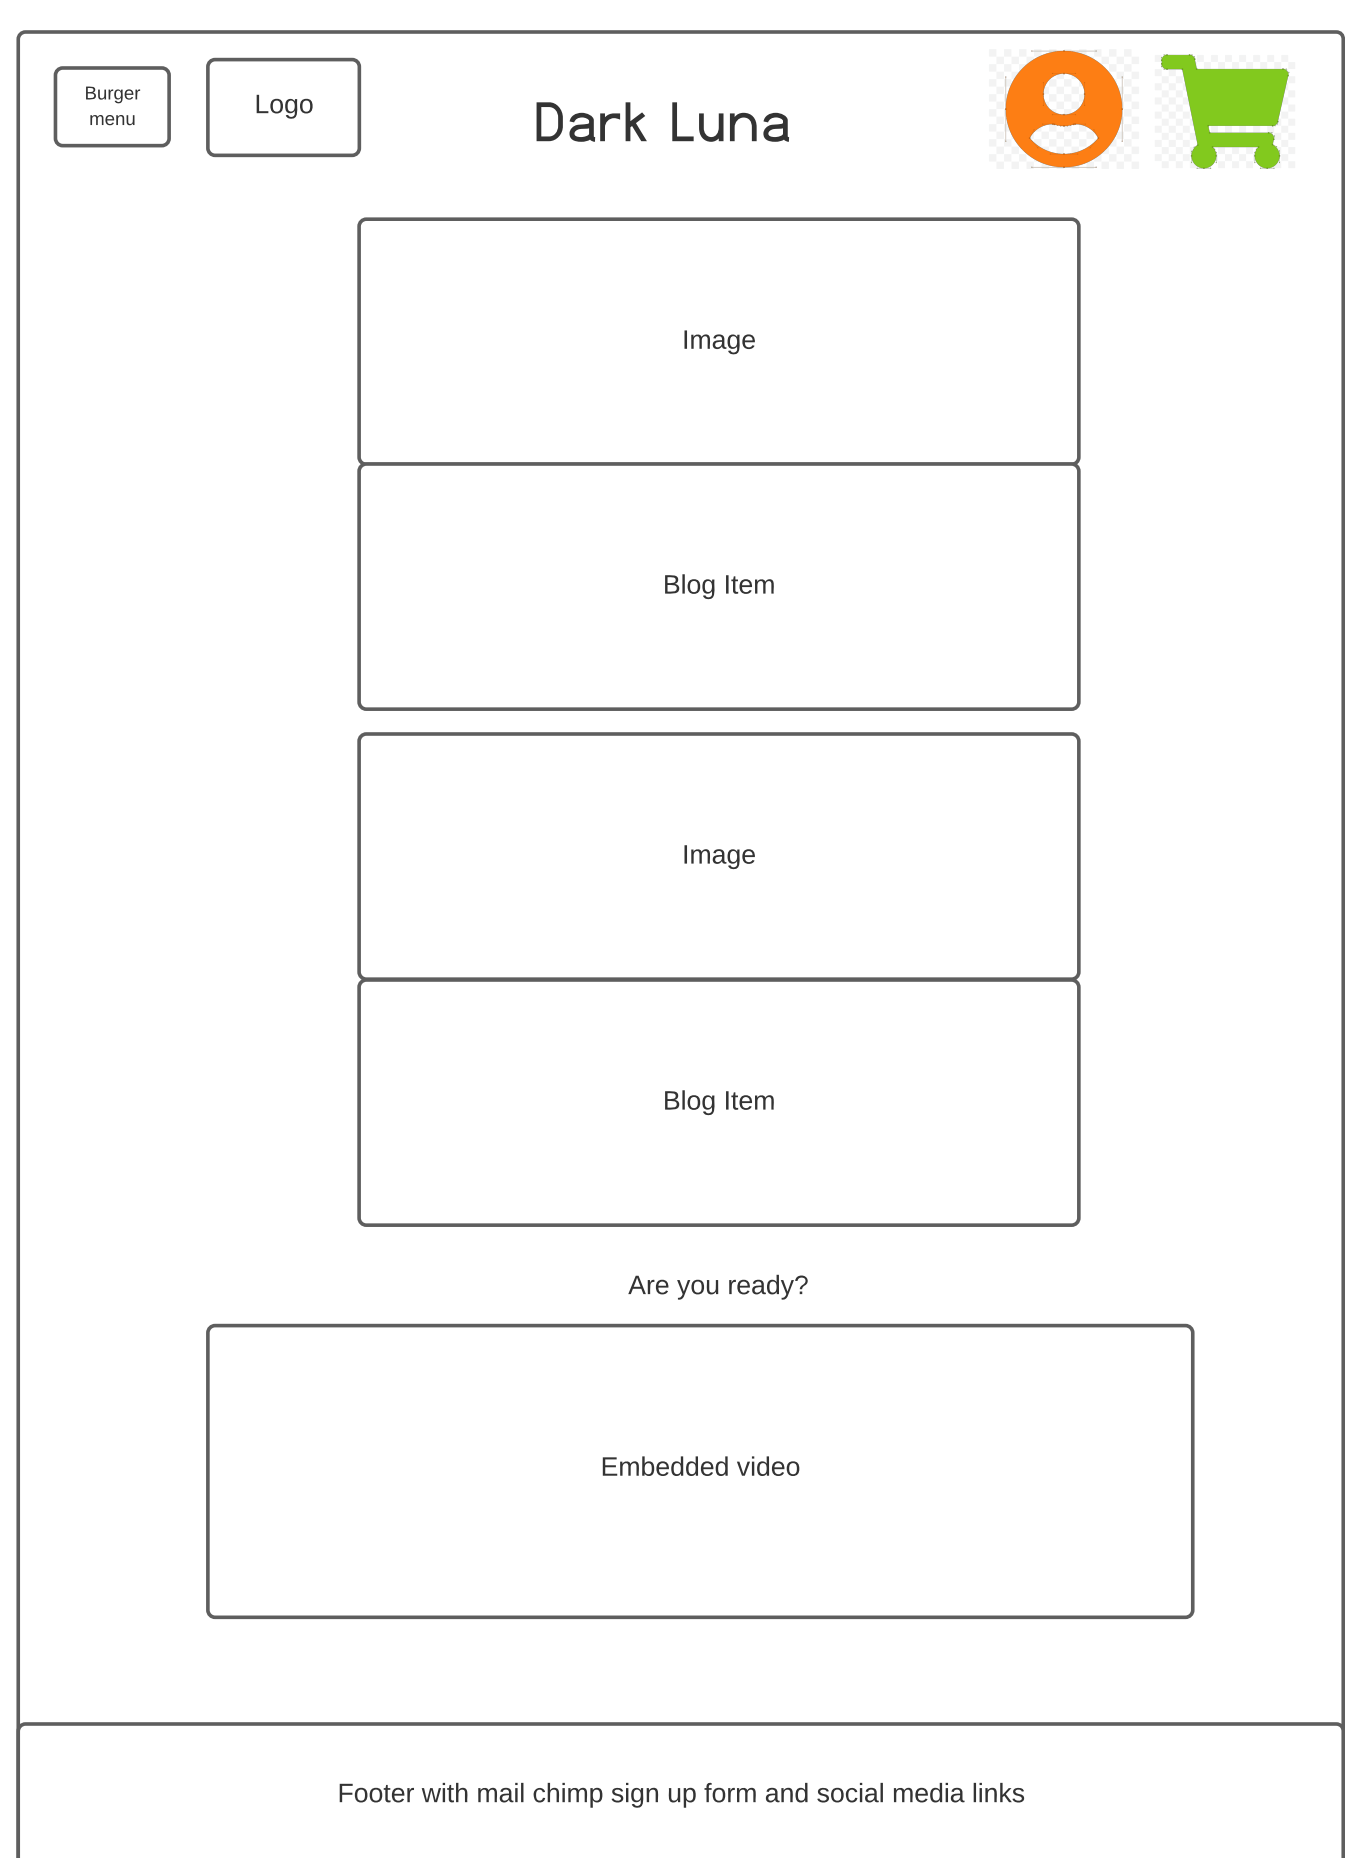 Burger
menu
Logo
Dark Luna
Image
Blog Item
Image
Blog Item
Are you ready?
Embedded video
Footer with mail chimp sign up form and social media links